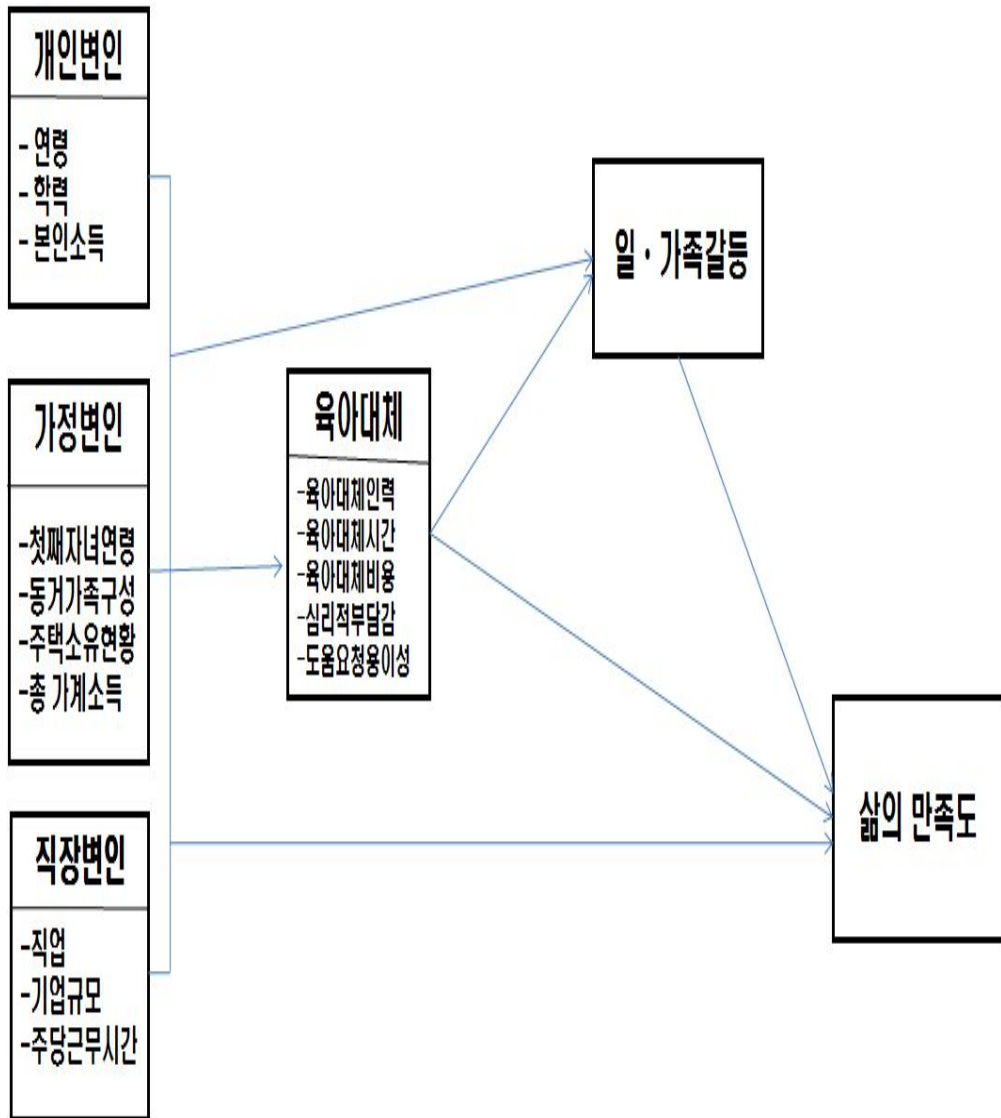 개인변인
- 연령
- 학력
- 본인소득
가정변인
-첫째자녀연령
-동거가족구성
-주택소유현황
-총 가계소득
직장변인
-직업
-기업규모
-주당근무시간
육아대체
-육아대체인력
-육아대체시간
-육아대체비용
-심리적부담감
-도움요청용이성
일·가족갈등
삶의 만족도